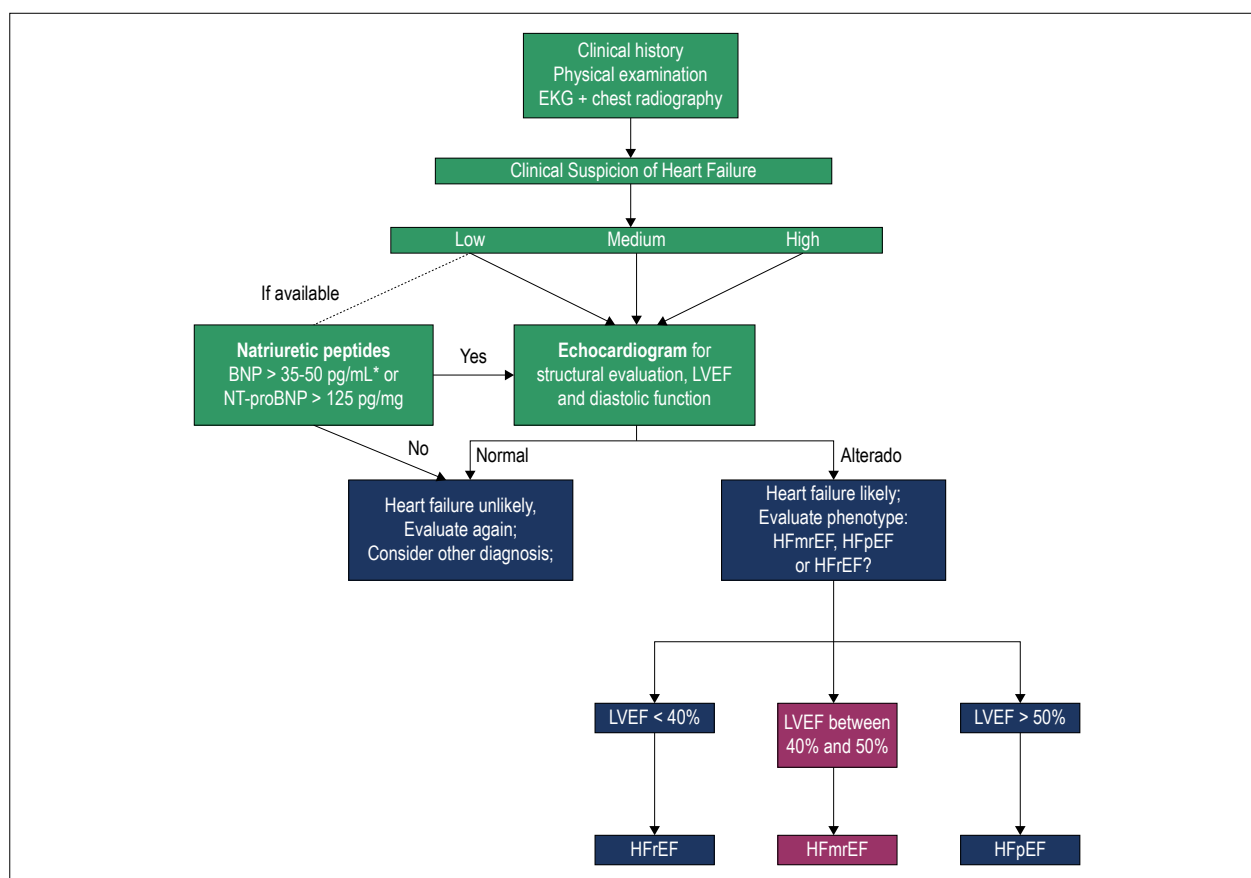 Clinical history
Physical examination
EKG + chest radiography
Clinical Suspicion of Heart Failure
Low
Medium
High
If available
Natriuretic peptides
BNP > 35-50 pg/mL* or
NT-proBNP > 125 pg/mg
Yes
Echocardiogram for
structural evaluation, LVEF
and diastolic function
No
Normal
Alterado
Heart failure unlikely,
Evaluate again;
Consider other diagnosis;
Heart failure likely;
Evaluate phenotype:
HFmrEF, HFpEF
or HFrEF?
LVEF < 40%
LVEF between
40% and 50%
LVEF > 50%
HFrEF
HFmrEF
HFpEF